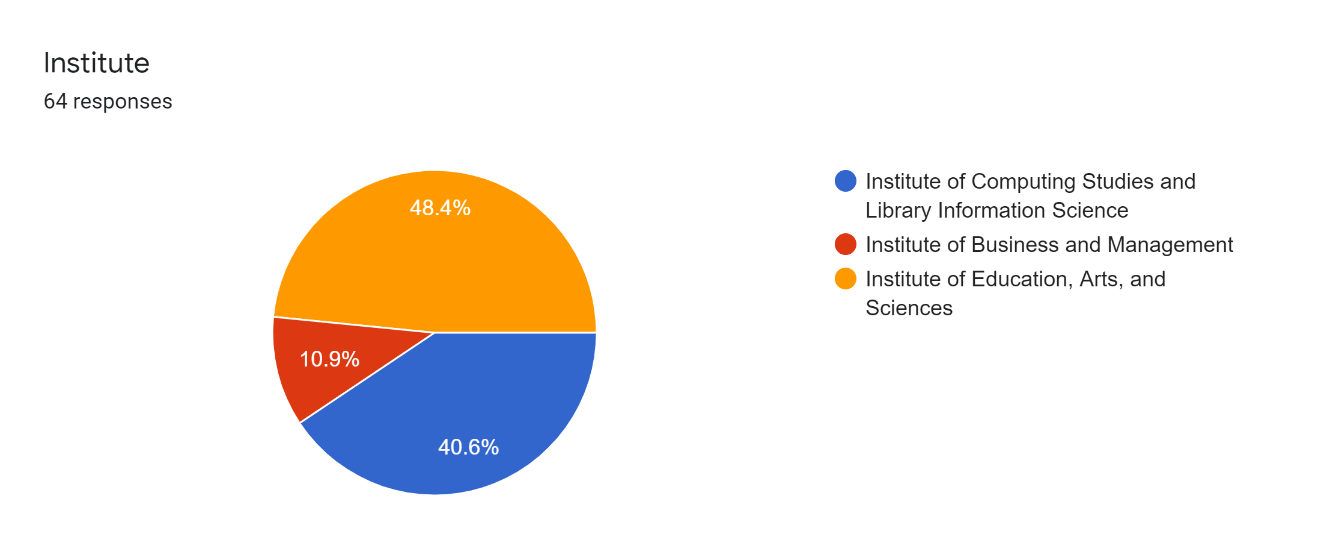 Institute
64 responses
48.4%
10.9%
40.6%
Institute of Computing Studies and
Library Information Science
Institute of Business and Management
Institute of Education, Arts, and
Sciences